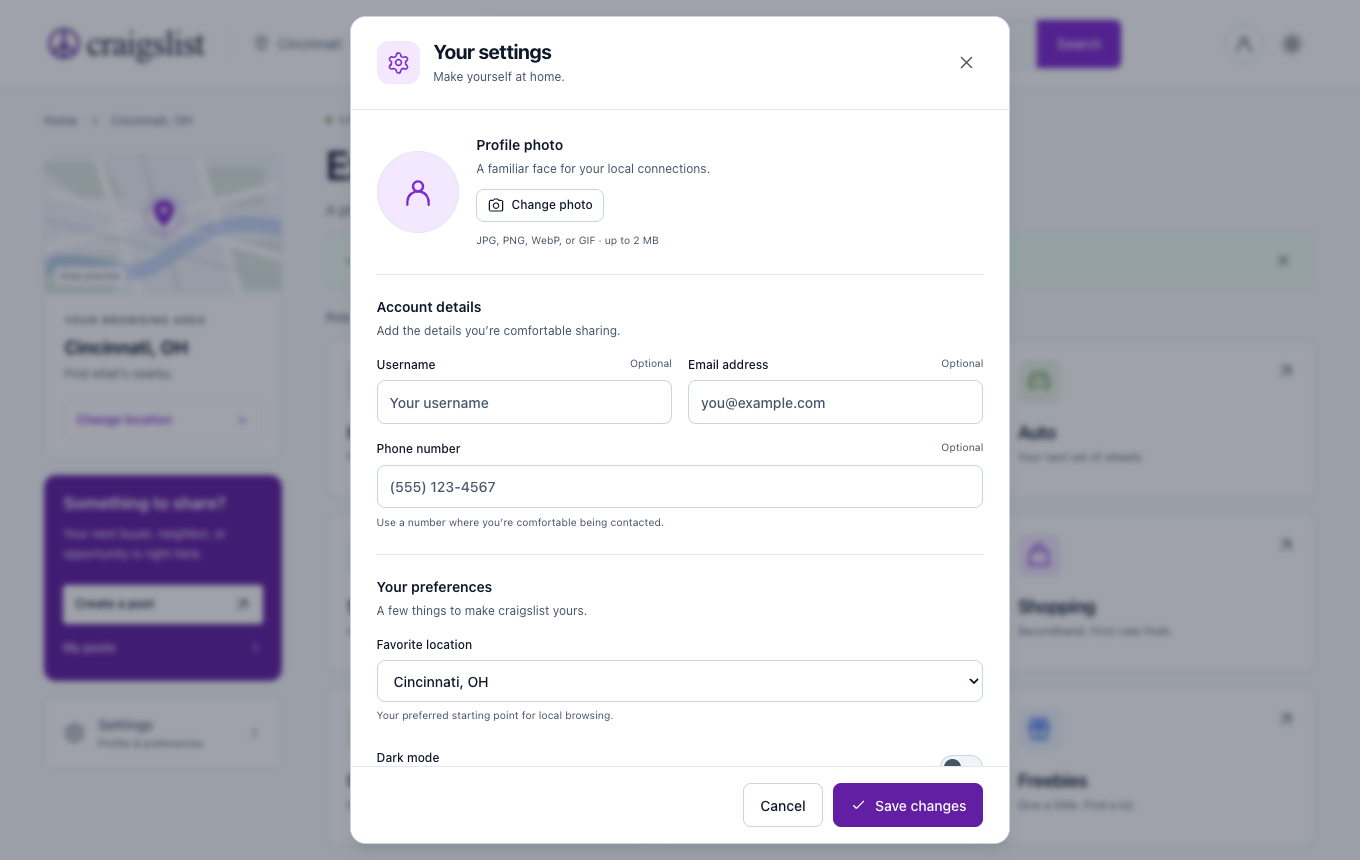 craigslist
Cincinnati
Search
Your settings
Make yourself at home.
Home
Cincinnati, OH
Profile photo
A familiar face for your local connections.
Change photo
JPG, PNG, WebP, or GIF · up to 2 MB
YOUR BROWSING AREA
Cincinnati, OH
Find what's nearby
Change location
Something to share?
Your next buyer, neighbor, or
opportunity is right here.
Create a post
My posts
Settings
Profile & preferences
Account details
Add the details you’re comfortable sharing.
Username
Optional
Email address
Optional
Your username
you@example.com
Phone number
Optional
(555) 123-4567
Use a number where you’re comfortable being contacted.
Your preferences
A few things to make craigslist yours.
Favorite location
Cincinnati, OH
Your preferred starting point for local browsing.
Dark mode
Cancel
Save changes
Auto
Your next set of wheels.
Shopping
Secondhand. First-rate finds.
Freebies
Give a little. Find a lot.